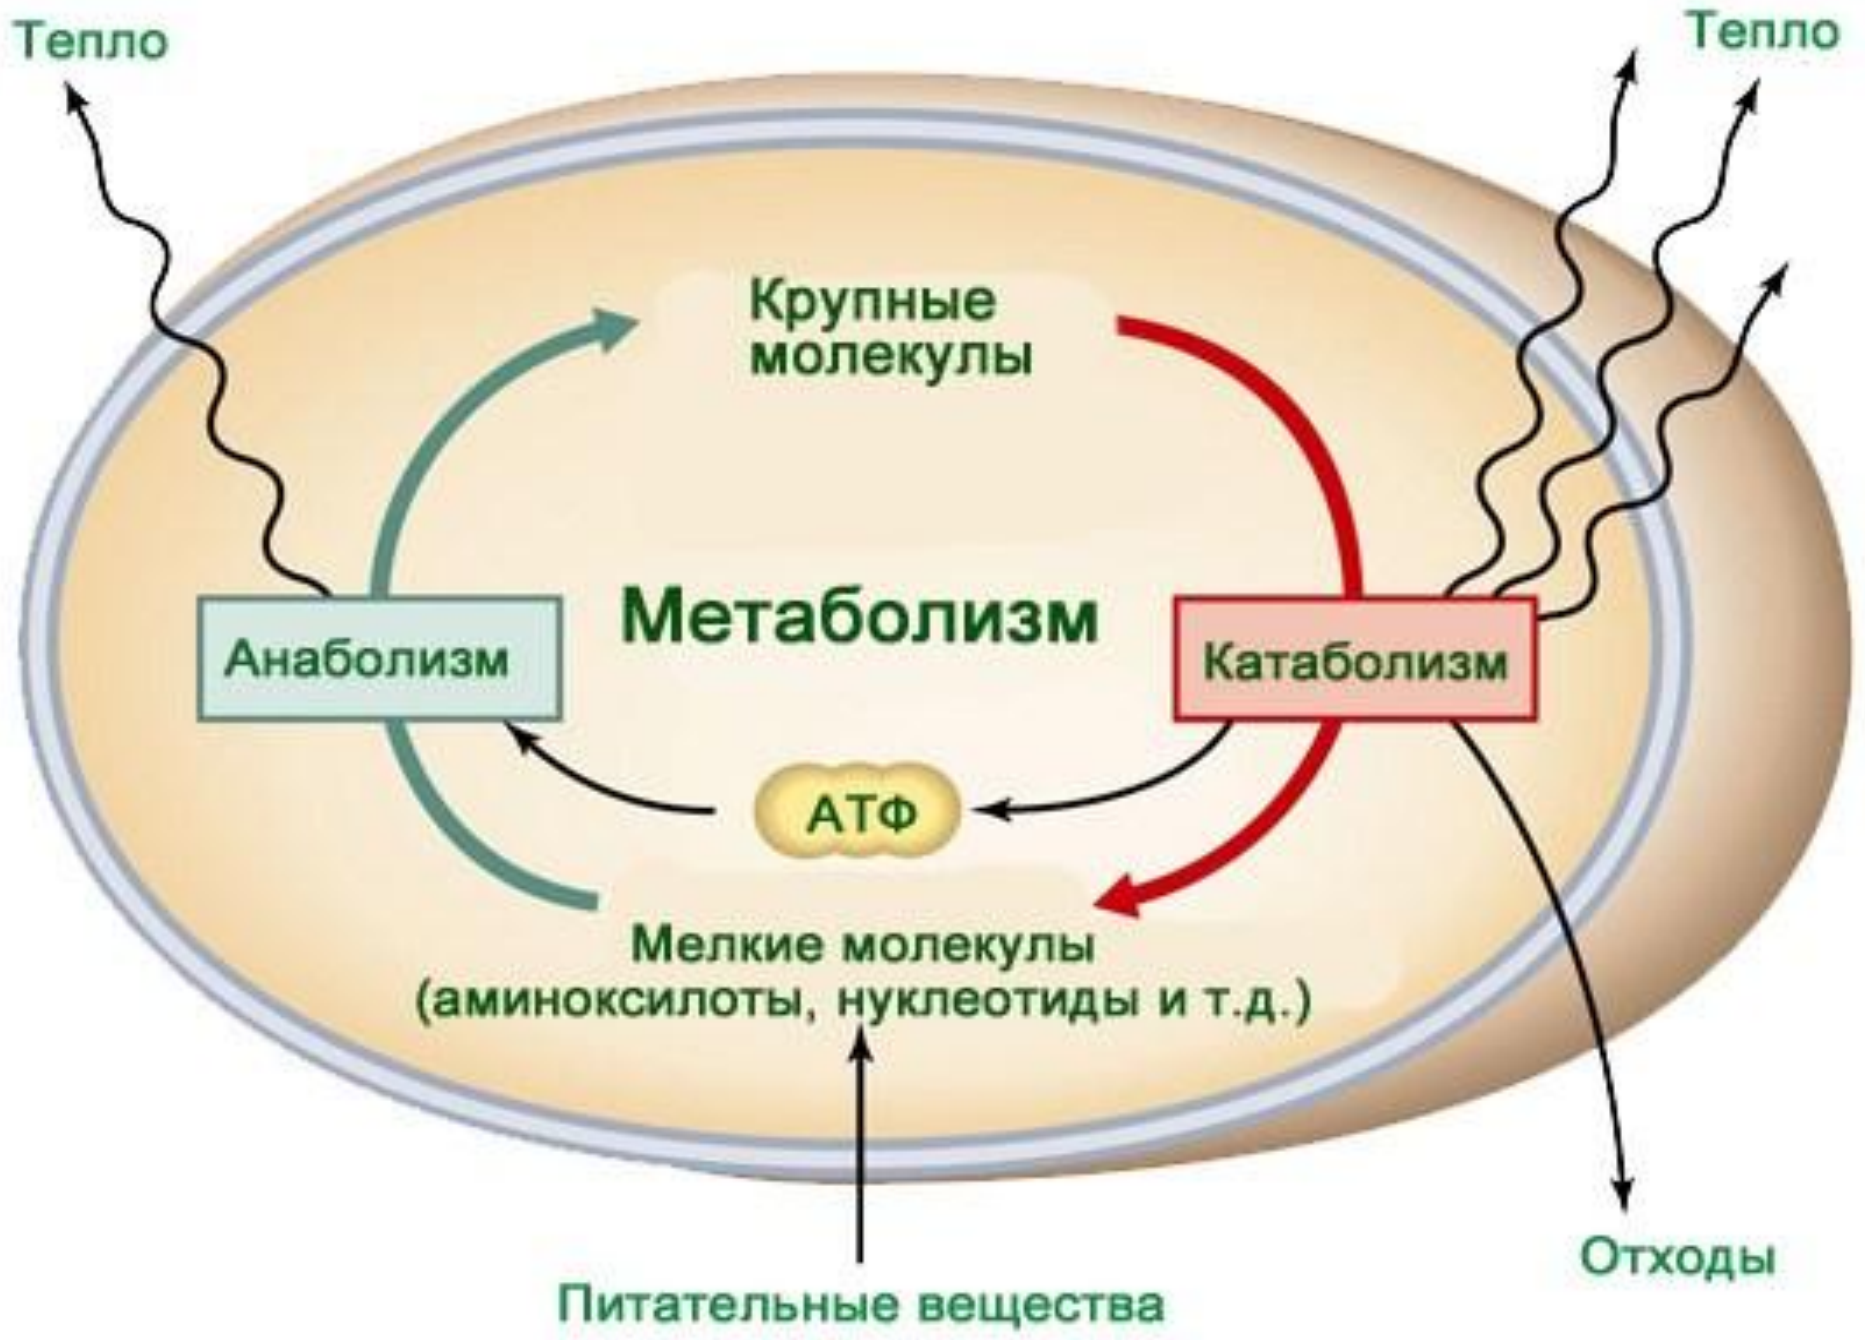 Тепло
Тепло
Крупные
молекулы
Метаболизм
Анаболизм
Катаболизм
АТФ
Мелкие молекулы
(аминоксилоты, нуклеотиды и т.д.)
Отходы
Питательные вещества